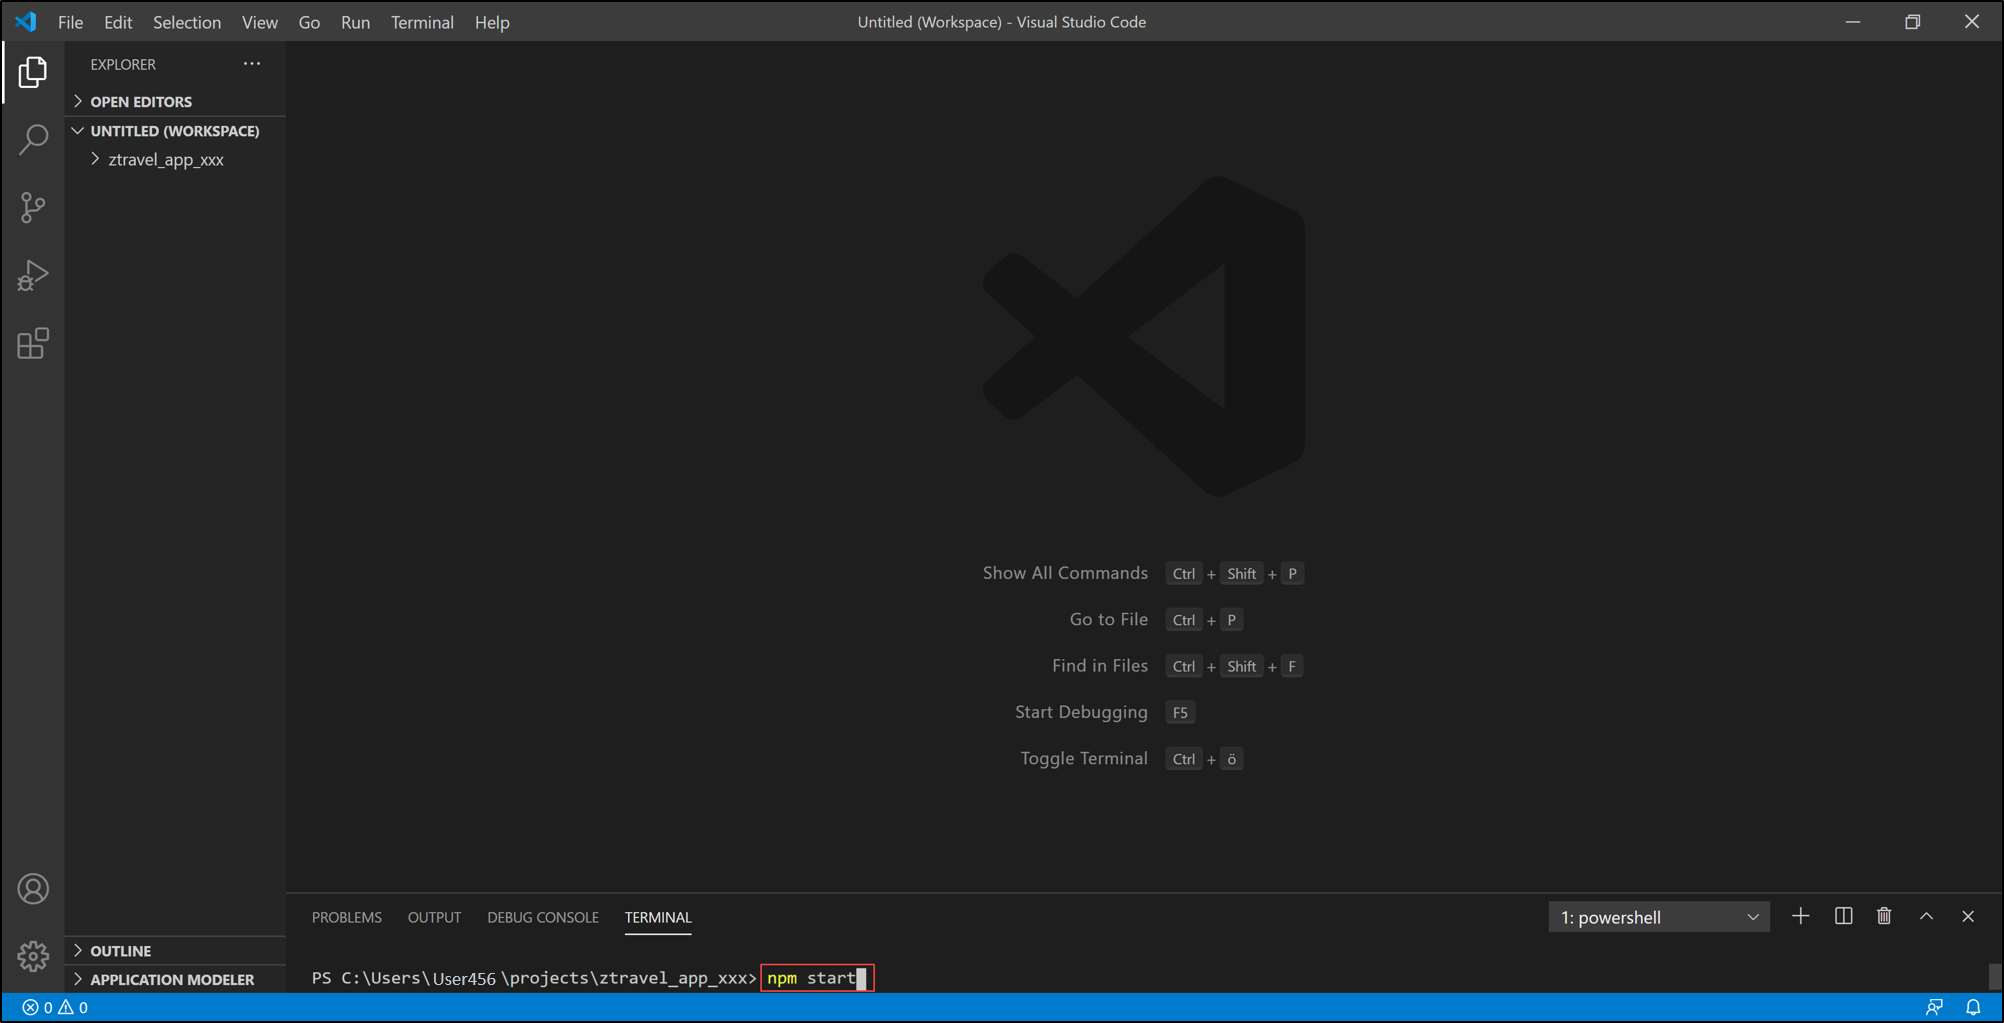 File Edit Selection View Go Run Terminal Help
Untitled (Workspace) - Visual Studio Code
EXPLORER
OPEN EDITORS
UNTITLED (WORKSPACE)
ztravel_app_xxx
Show All Commands Ctrl + Shift + P
Go to File Ctrl + P
Find in Files Ctrl + Shift + F
Start Debugging F5
Toggle Terminal Ctrl + ö
PROBLEMS OUTPUT DEBUG CONSOLE TERMINAL
1: powershell
OUTLINE
APPLICATION MODELER
PS C:\Users\User456\projects\ztravel_app_xxx> npm start
0 0